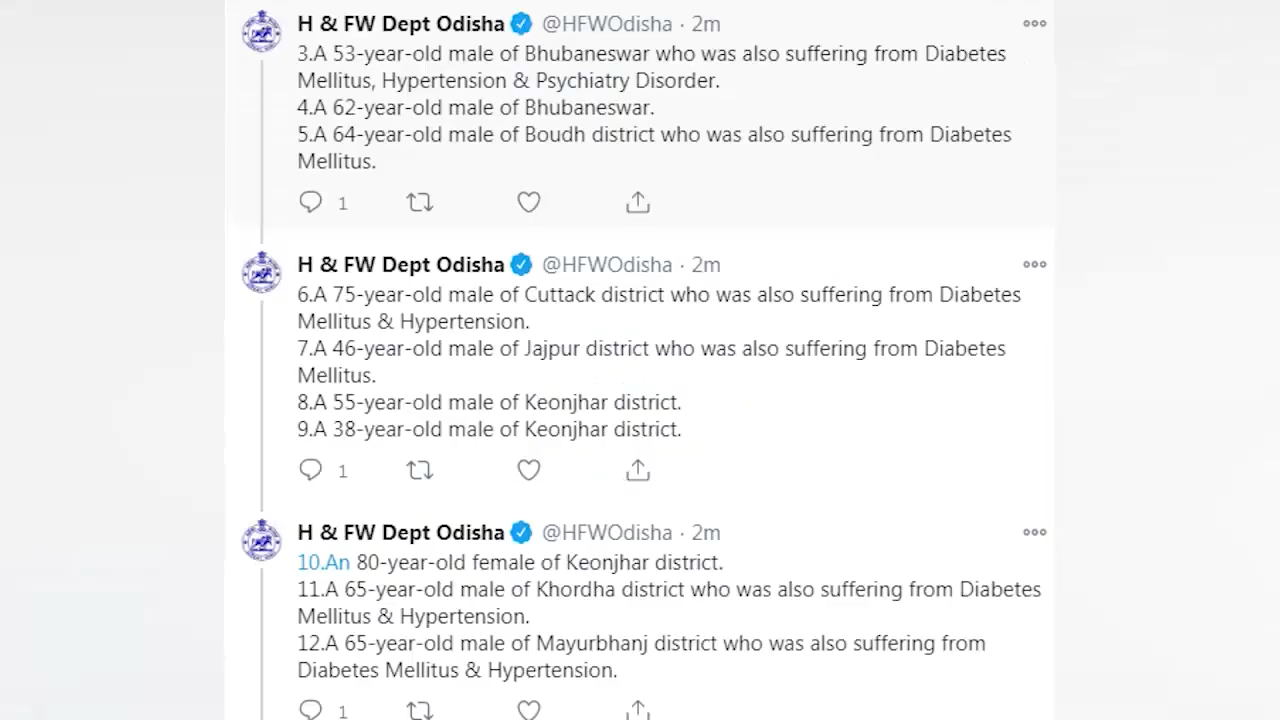 H & FW Dept Odisha @HFWOdisha · 2m
3.A 53-year-old male of Bhubaneswar who was also suffering from Diabetes
Mellitus, Hypertension & Psychiatry Disorder.
4.A 62-year-old male of Bhubaneswar.
5.A 64-year-old male of Boudh district who was also suffering from Diabetes
Mellitus.
1
H & FW Dept Odisha @HFWOdisha · 2m
6.A 75-year-old male of Cuttack district who was also suffering from Diabetes
Mellitus & Hypertension.
7.A 46-year-old male of Jajpur district who was also suffering from Diabetes
Mellitus.
8.A 55-year-old male of Keonjhar district.
9.A 38-year-old male of Keonjhar district.
1
H & FW Dept Odisha @HFWOdisha · 2m
10.An 80-year-old female of Keonjhar district.
11.A 65-year-old male of Khordha district who was also suffering from Diabetes
Mellitus & Hypertension.
12.A 65-year-old male of Mayurbhanj district who was also suffering from
Diabetes Mellitus & Hypertension.
1